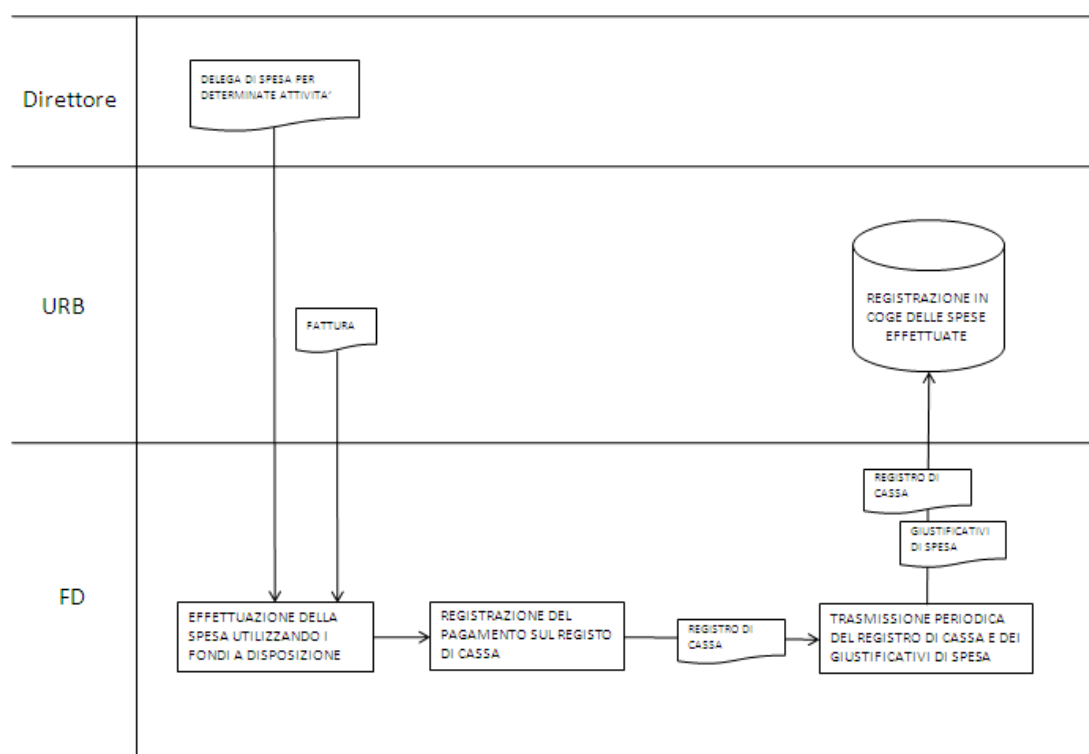 Direttore
DELEGA DI SPESA PER
DETERMINATE ATTIVITA'
URB
FATTURA
REGISTRAZIONE IN
COGE DELLE SPESE
EFFETTUATE
FD
REGISTRO DI
CASSA
GIUSTIFICATIVI
DI SPESA
EFFETTUAZIONE DELLA
SPESA UTILIZZANDO I
FONDI A DISPOSIZIONE
REGISTRAZIONE DEL
PAGAMENTO SUL REGISTO
DI CASSA
REGISTRO DI
CASSA
TRASMISSIONE PERIODICA
DEL REGISTRO DI CASSA E DEI
GIUSTIFICATIVI DI SPESA